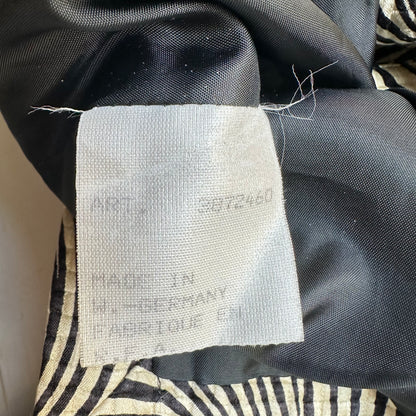 ART. 3872460
MADE IN
W.-GERMANY
FABRIQUE EN
R.F.A.